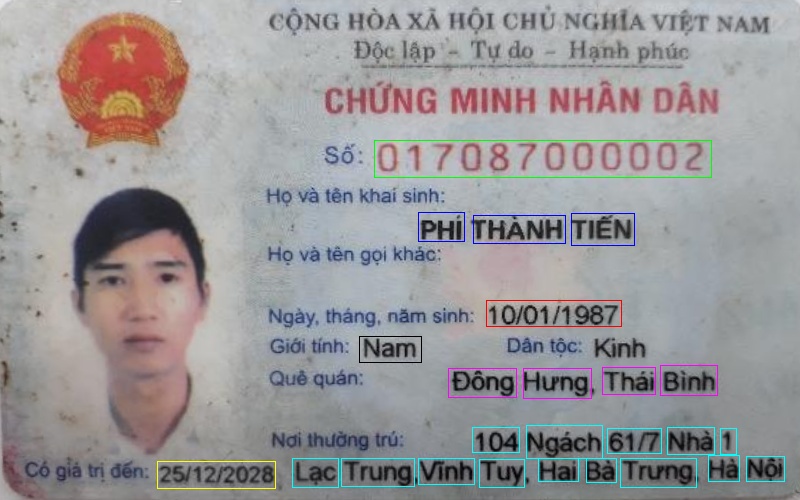 CỘNG HÒA XÃ HỘI CHỦ NGHĨA VIỆT NAM
Độc lập - Tự do - Hạnh phúc
CHỨNG MINH NHÂN DÂN
Số: 017087000002
Họ và tên khai sinh:
PHÍ THÀNH TIẾN
Họ và tên gọi khác:
Ngày, tháng, năm sinh: 10/01/1987
Giới tính: Nam Dân tộc: Kinh
Quê quán: Đông Hưng, Thái Bình
Nơi thường trú: 104 Ngách 61/7 Nhà 1
Có giá trị đến: 25/12/2028 Lạc Trung, Vĩnh Tuy, Hai Bà Trưng, Hà Nội